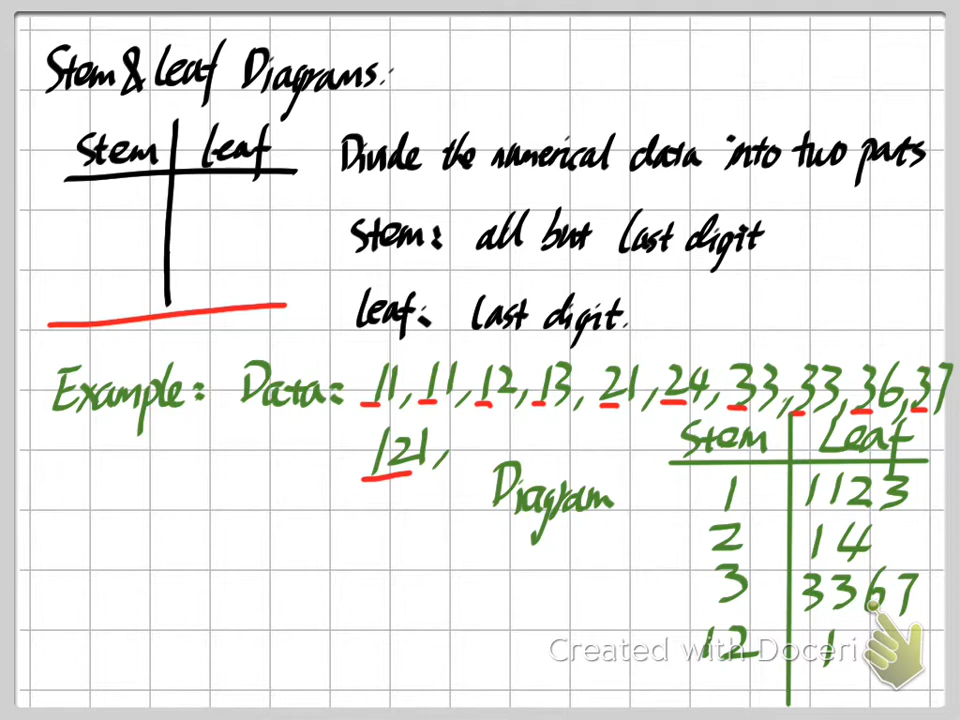 Stem & Leaf Diagrams:
Stem Leaf
Divide the numerical data into two parts
Stem: all but last digit
Leaf: last digit.
Example: Data: 11, 11, 12, 13, 21, 24, 33, 33, 36, 37
121,
Diagram
Stem Leaf
1 1123
2 14
3 3367
12 1
Created with Doceri